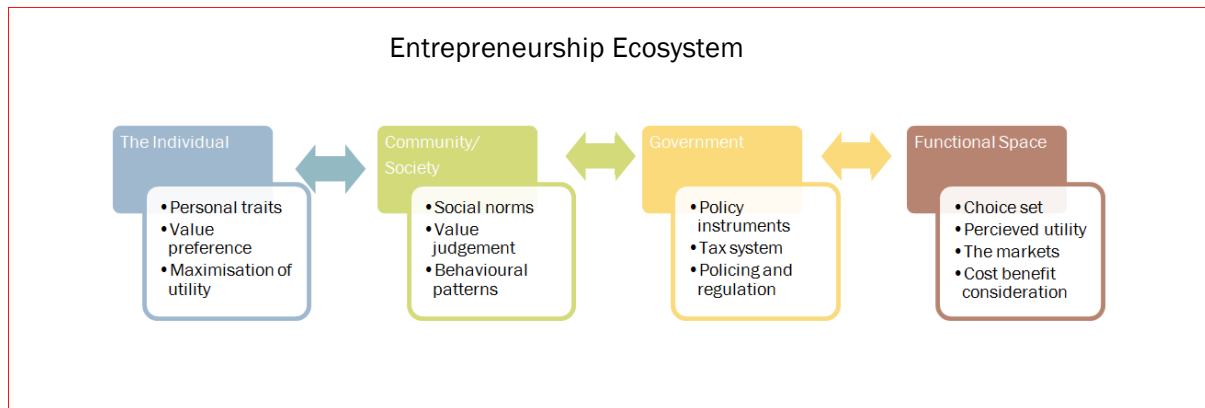 Entrepreneurship Ecosystem
The Individual
• Personal traits
• Value
preference
• Maximisation of
utility
Community/
Society
• Social norms
• Value
judgement
• Behavioural
patterns
Government
• Policy
instruments
• Tax system
• Policing and
regulation
Functional Space
• Choice set
• Percieved utility
• The markets
• Cost benefit
consideration